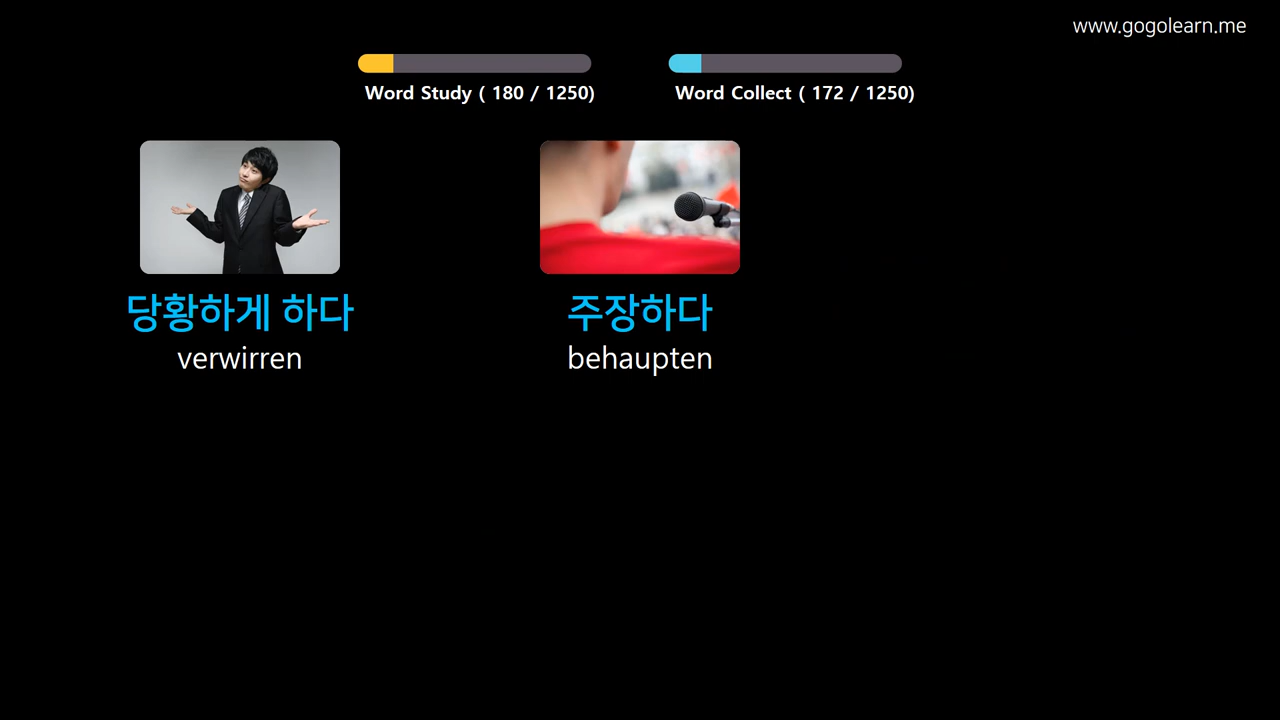 www.gogolearn.me
Word Study ( 180 / 1250)
Word Collect ( 172 / 1250)
당황하게 하다
verwirren
주장하다
behaupten